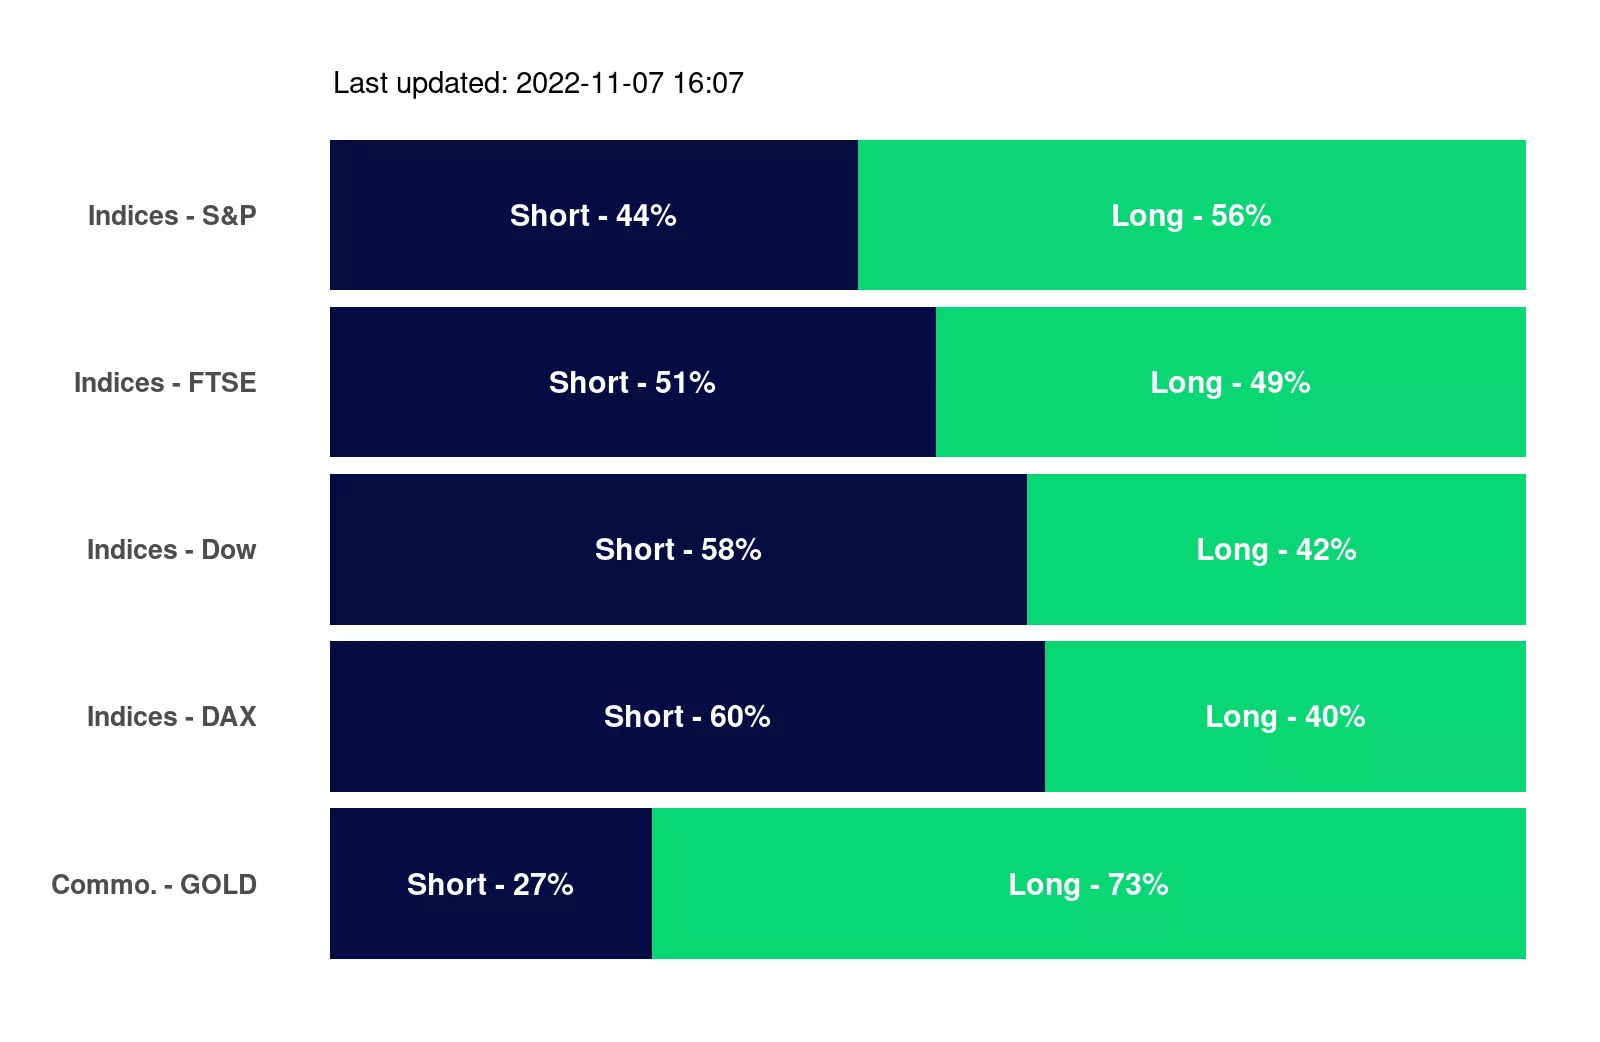 Last updated: 2022-11-07 16:07
Indices - S&P Short - 44% Long - 56%
Indices - FTSE Short - 51% Long - 49%
Indices - Dow Short - 58% Long - 42%
Indices - DAX Short - 60% Long - 40%
Commo. - GOLD Short - 27% Long - 73%